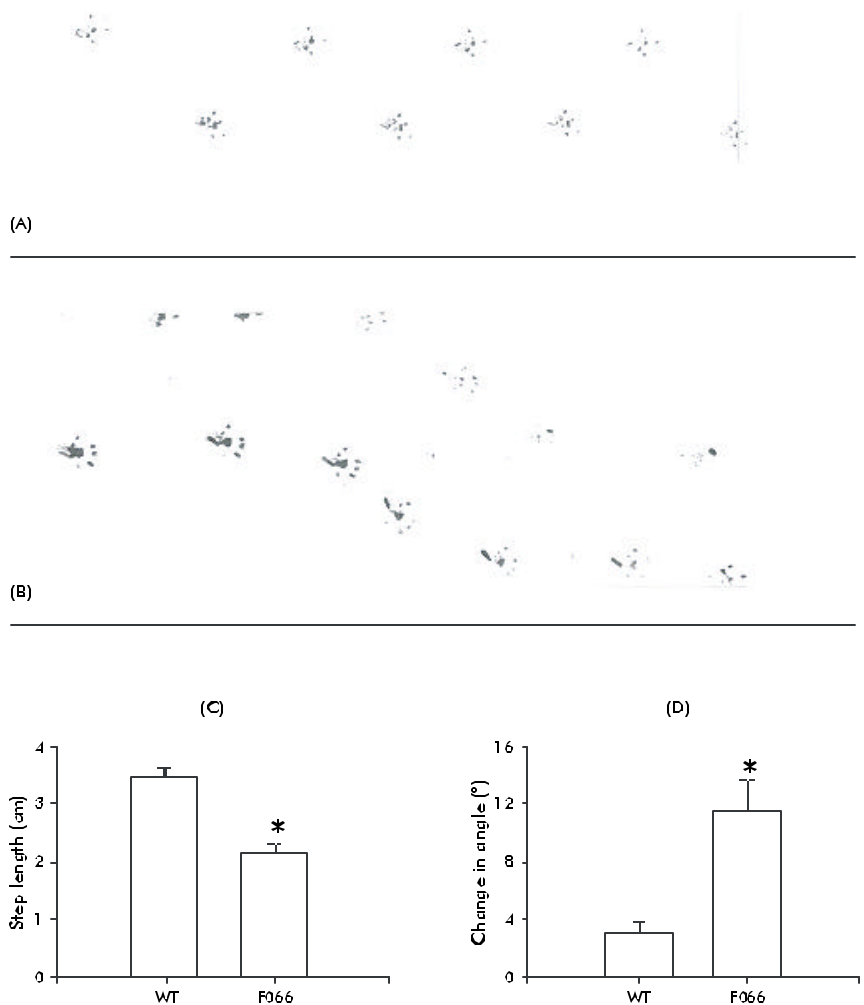 (A)
(B)
(C)
Step length (cm)
4
3
2
1
0
WT
F066
*
(D)
Change in angle (°)
16
12
8
4
0
WT
F066
*